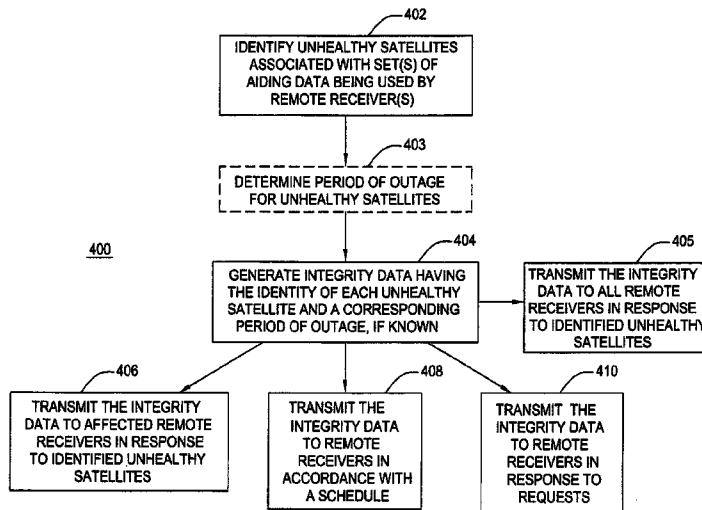 402
IDENTIFY UNHEALTHY SATELLITES
ASSOCIATED WITH SET(S) OF
AIDING DATA BEING USED BY
REMOTE RECEIVER(S)
403
DETERMINE PERIOD OF OUTAGE
FOR UNHEALTHY SATELLITES
400
404
GENERATE INTEGRITY DATA HAVING
THE IDENTITY OF EACH UNHEALTHY
SATELLITE AND A CORRESPONDING
PERIOD OF OUTAGE, IF KNOWN
405
TRANSMIT THE INTEGRITY
DATA TO ALL REMOTE
RECEIVERS IN RESPONSE
TO IDENTIFIED UNHEALTHY
SATELLITES
406
TRANSMIT THE INTEGRITY
DATA TO AFFECTED REMOTE
RECEIVERS IN RESPONSE
TO IDENTIFIED UNHEALTHY
SATELLITES
408
TRANSMIT THE
INTEGRITY DATA
TO REMOTE
RECEIVERS IN
ACCORDANCE WITH
A SCHEDULE
410
TRANSMIT THE
INTEGRITY DATA
TO REMOTE
RECEIVERS IN
RESPONSE TO
REQUESTS